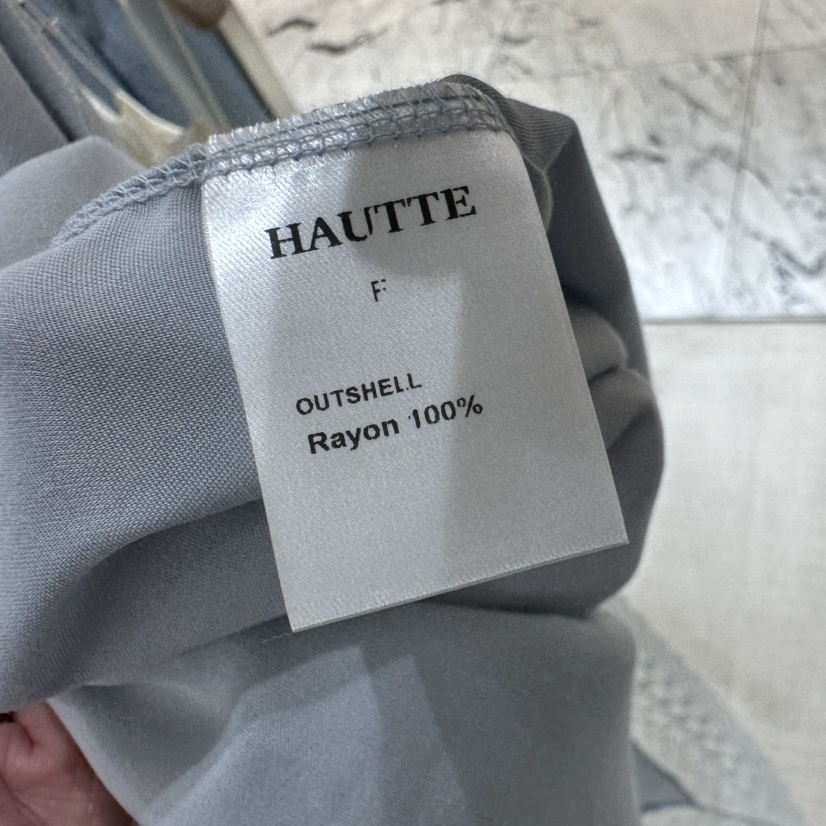 HAUTTE
F
OUTSHELL
Rayon 100%